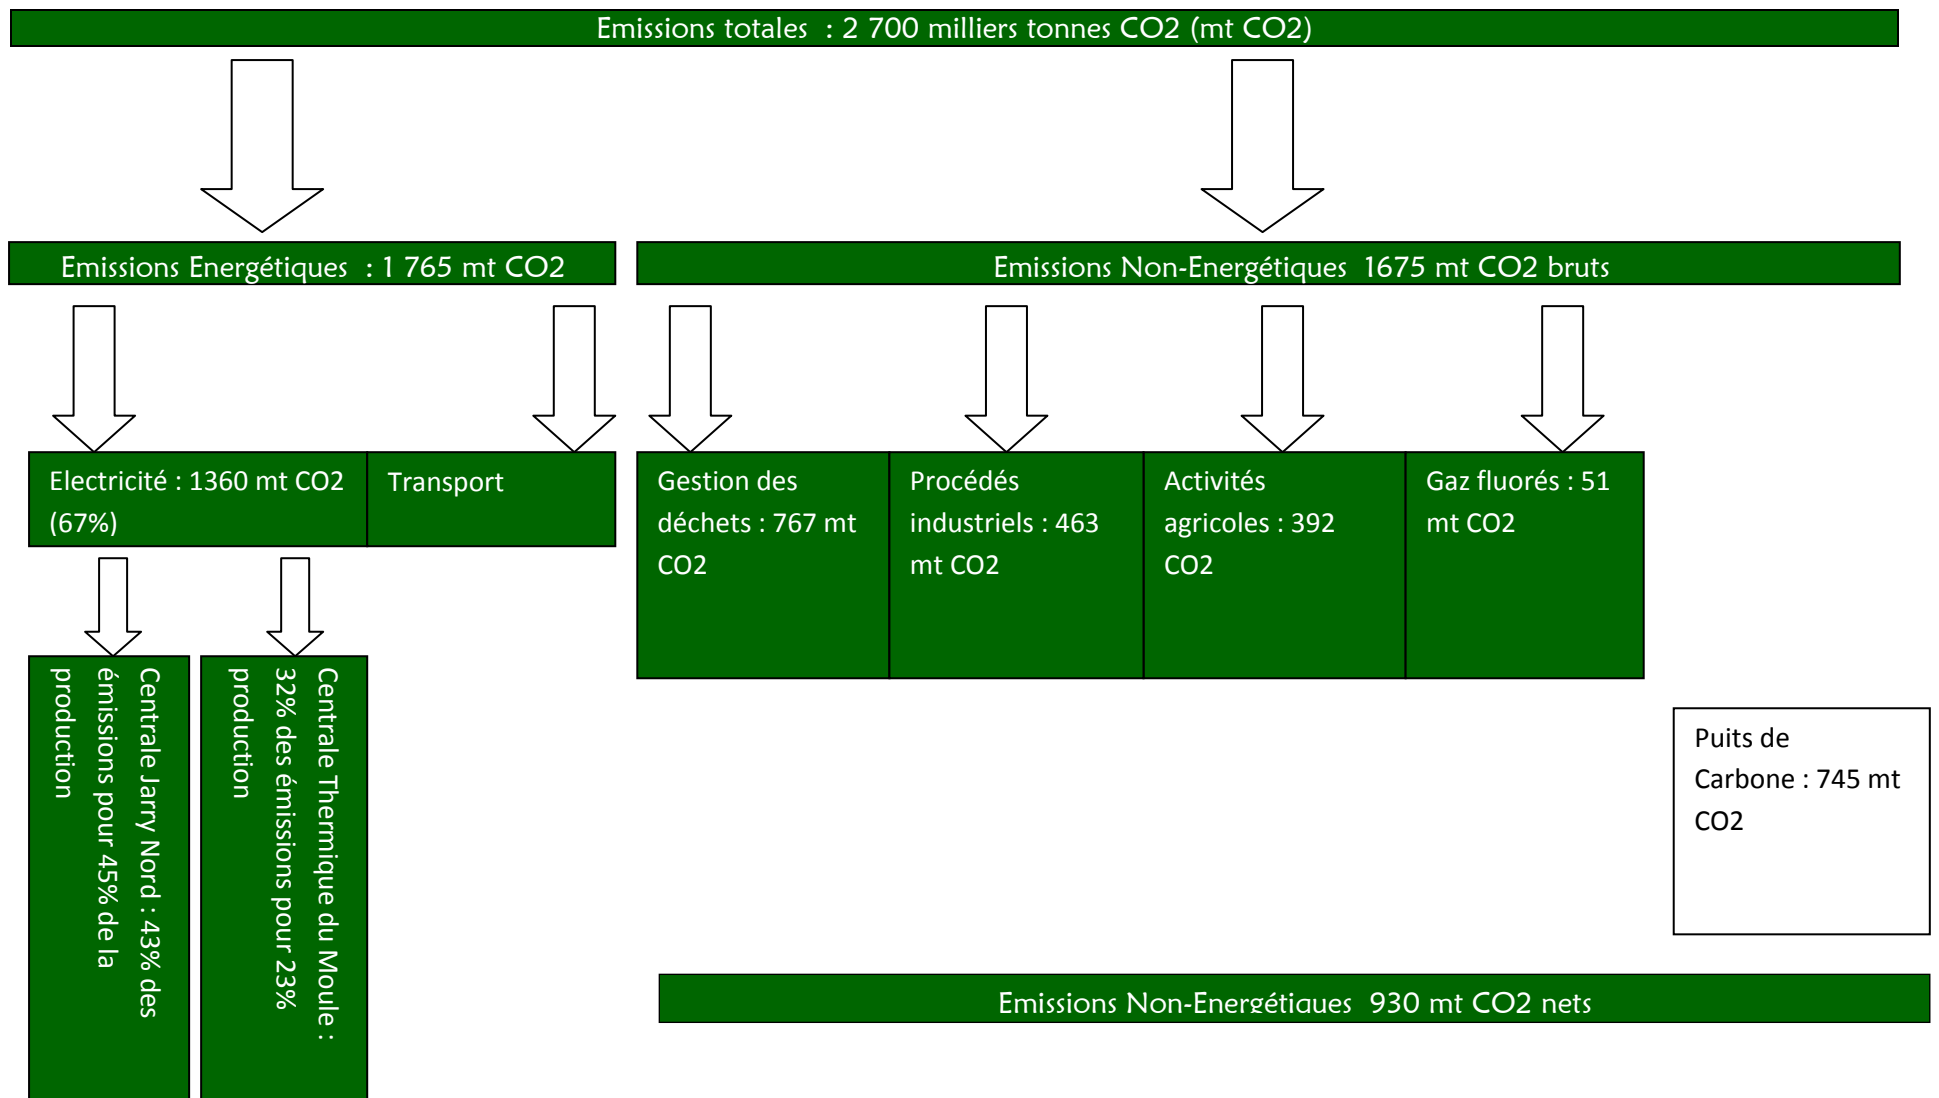 Emissions totales : 2 700 milliers tonnes CO2 (mt CO2)
Emissions Energétiques : 1 765 mt CO2
Emissions Non-Energétiques 1675 mt CO2 bruts
Electricité : 1360 mt CO2
(67%)
Transport
Gestion des
déchets : 767 mt
CO2
Procédés
industriels : 463
mt CO2
Activités
agricoles : 392
CO2
Gaz fluorés : 51
mt CO2
Centrale Jarry Nord : 43% des
émissions pour 45% de la
production
Centrale Thermique du Moule :
32% des émissions pour 23%
production
Puits de
Carbone : 745 mt
CO2
Emissions Non-Energétiques 930 mt CO2 nets